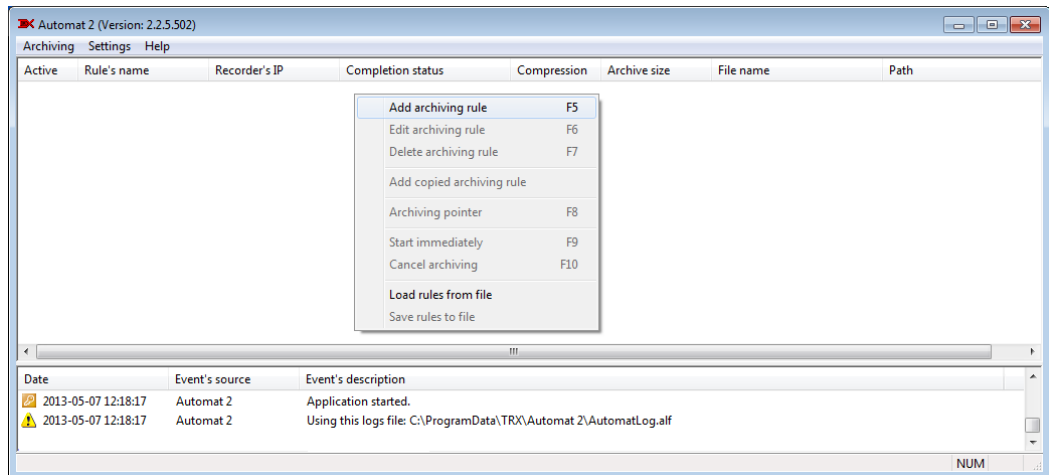 Automat 2 (Version: 2.2.5.502)
Archiving Settings Help
Active Rule's name Recorder's IP Completion status Compression Archive size File name Path
Add archiving rule F5
Edit archiving rule F6
Delete archiving rule F7
Add copied archiving rule
Archiving pointer F8
Start immediately F9
Cancel archiving F10
Load rules from file
Save rules to file
Date Event's source Event's description
2013-05-07 12:18:17 Automat 2 Application started.
2013-05-07 12:18:17 Automat 2 Using this logs file: C:\ProgramData\TRX\Automat 2\AutomatLog.alf
NUM